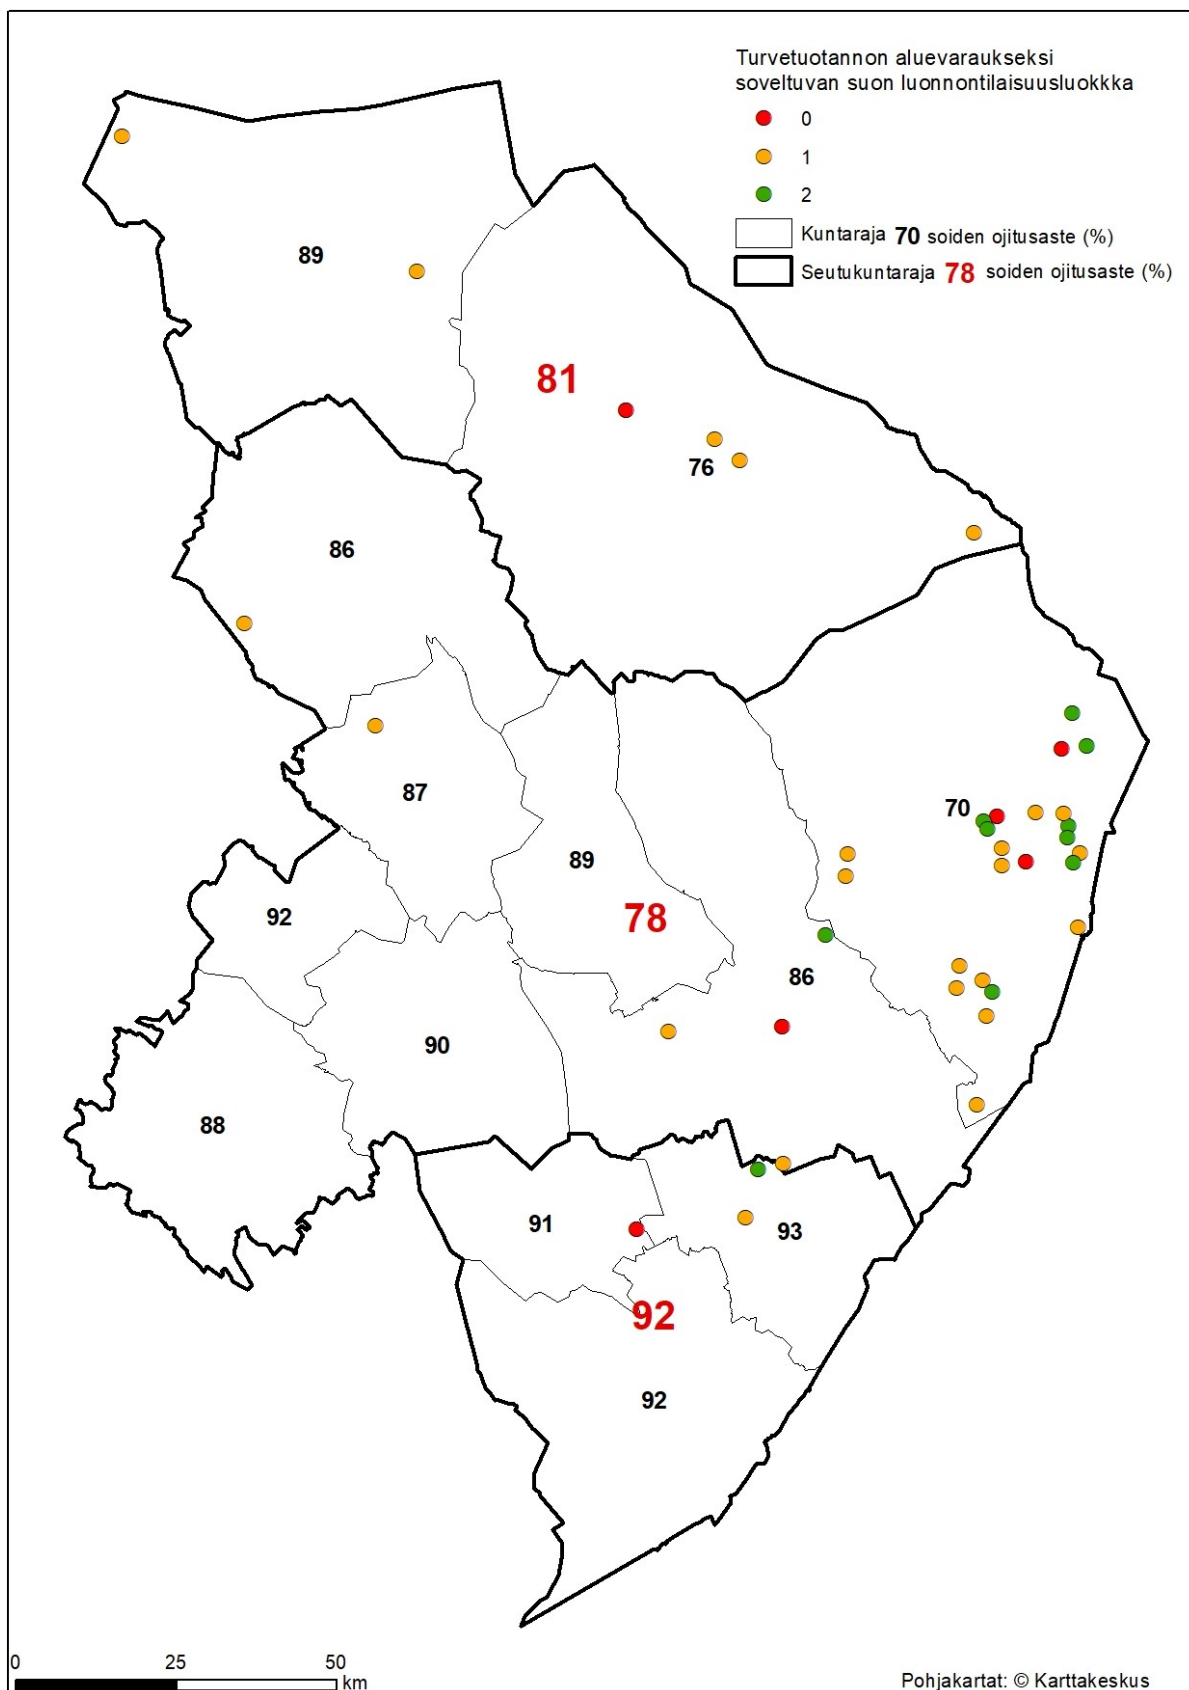 Turvetuotannon aluevaraukseksi
soveltuvan suon luonnontilaisuusluokkka
0
1
2
Kuntaraja 70 soiden ojitusaste (%)
Seutukuntaraja 78 soiden ojitusaste (%)
89
81
76
86
87
70
89
92
78
86
90
88
91
93
92
92
0 25 50
km
Pohjakartat: © Karttakeskus